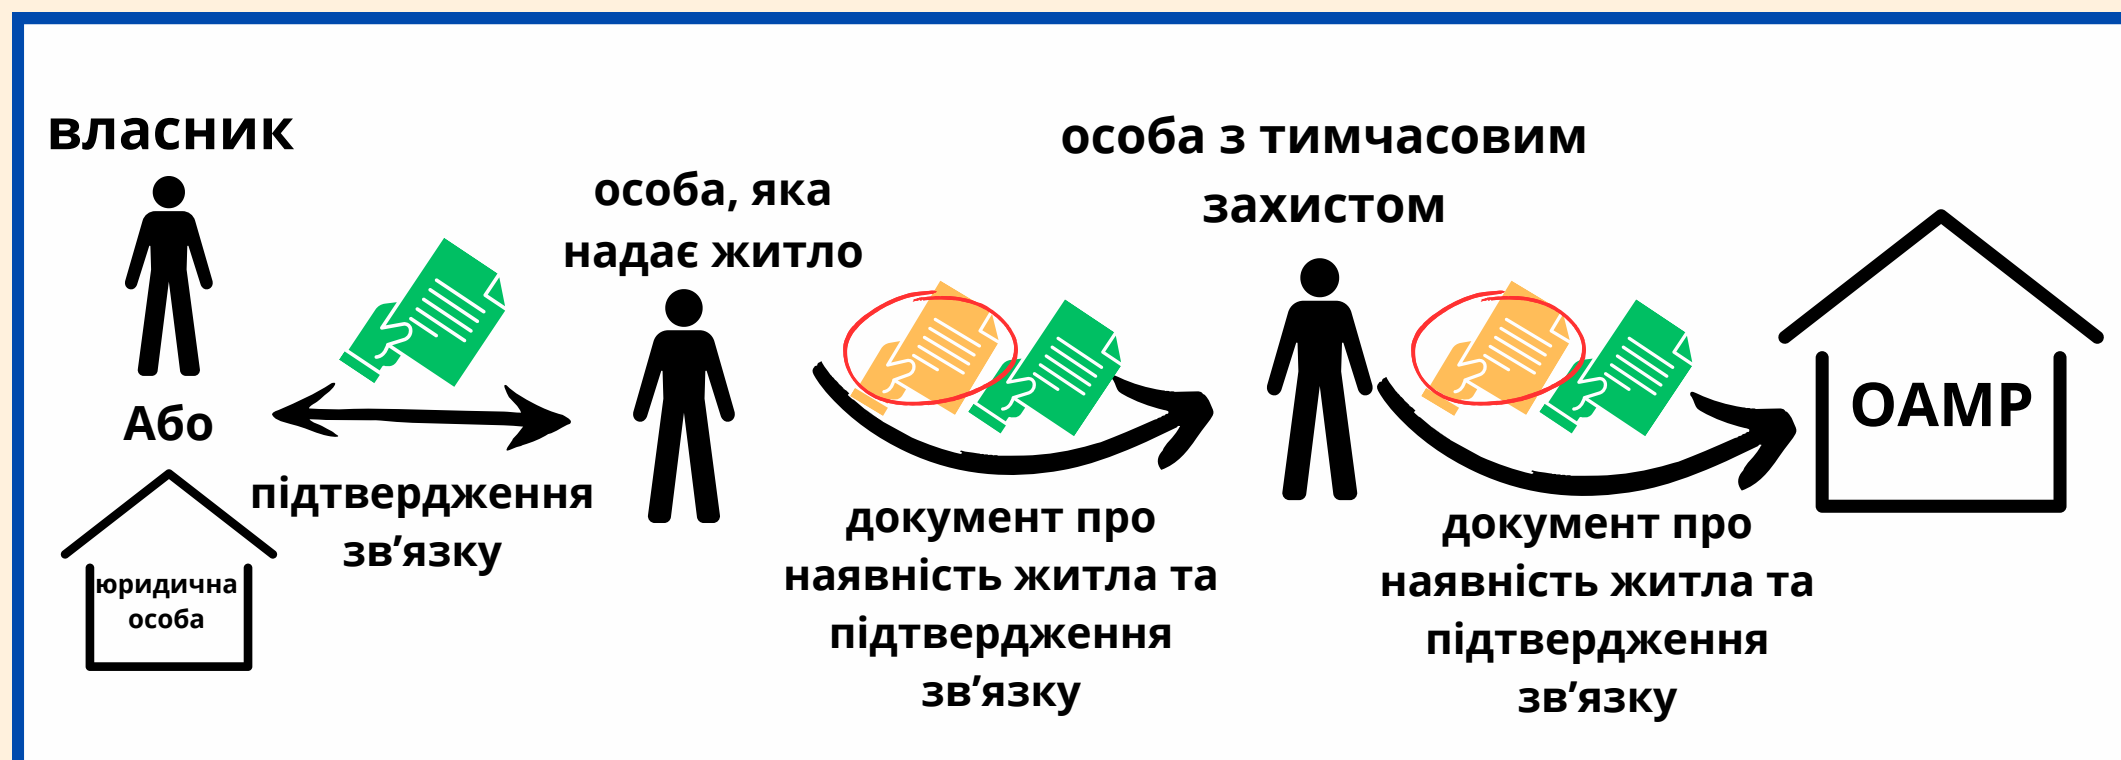 власник
Або
юридична
особа
підтвердження
зв’язку
особа, яка
надає житло
документ про
наявність житла та
підтвердження
зв’язку
особа з тимчасовим
захистом
документ про
наявність житла та
підтвердження
зв’язку
ОАМР